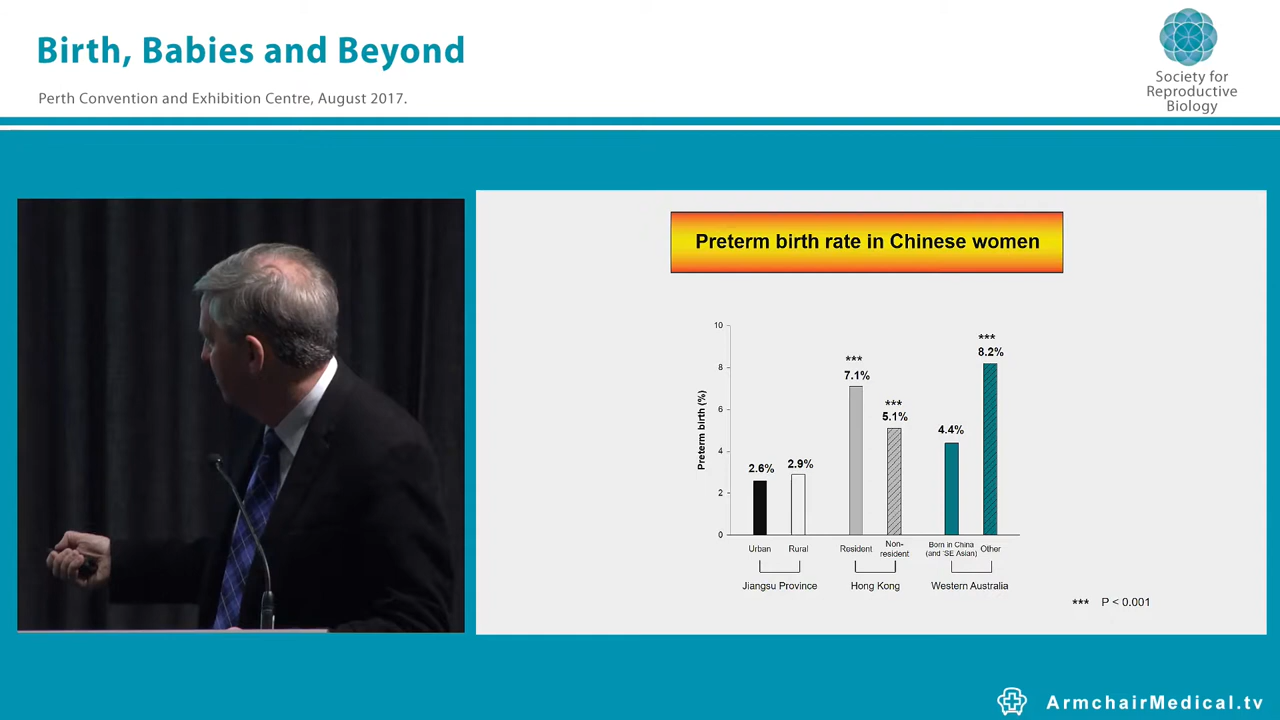 Birth, Babies and Beyond
Perth Convention and Exhibition Centre, August 2017.
Society for
Reproductive
Biology
Preterm birth rate in Chinese women
Preterm birth (%)
10
8
6
4
2
0
2.6%
2.9%
***
7.1%
***
5.1%
4.4%
***
8.2%
Urban
Rural
Resident
Non-
resident
Born in China
(and SE Asian)
Other
Jiangsu Province
Hong Kong
Western Australia
*** P < 0.001
ArmchairMedical.tv